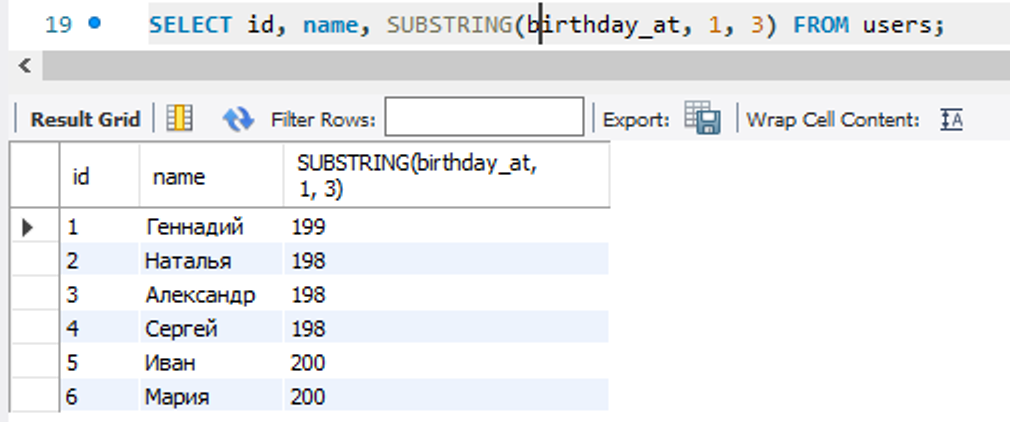 19 SELECT id, name, SUBSTRING(birthday_at, 1, 3) FROM users;
Result Grid Filter Rows: Export: Wrap Cell Content: IA
id name SUBSTRING(birthday_at,
1, 3)
1 Геннадий 199
2 Наталья 198
3 Александр 198
4 Сергей 198
5 Иван 200
6 Мария 200